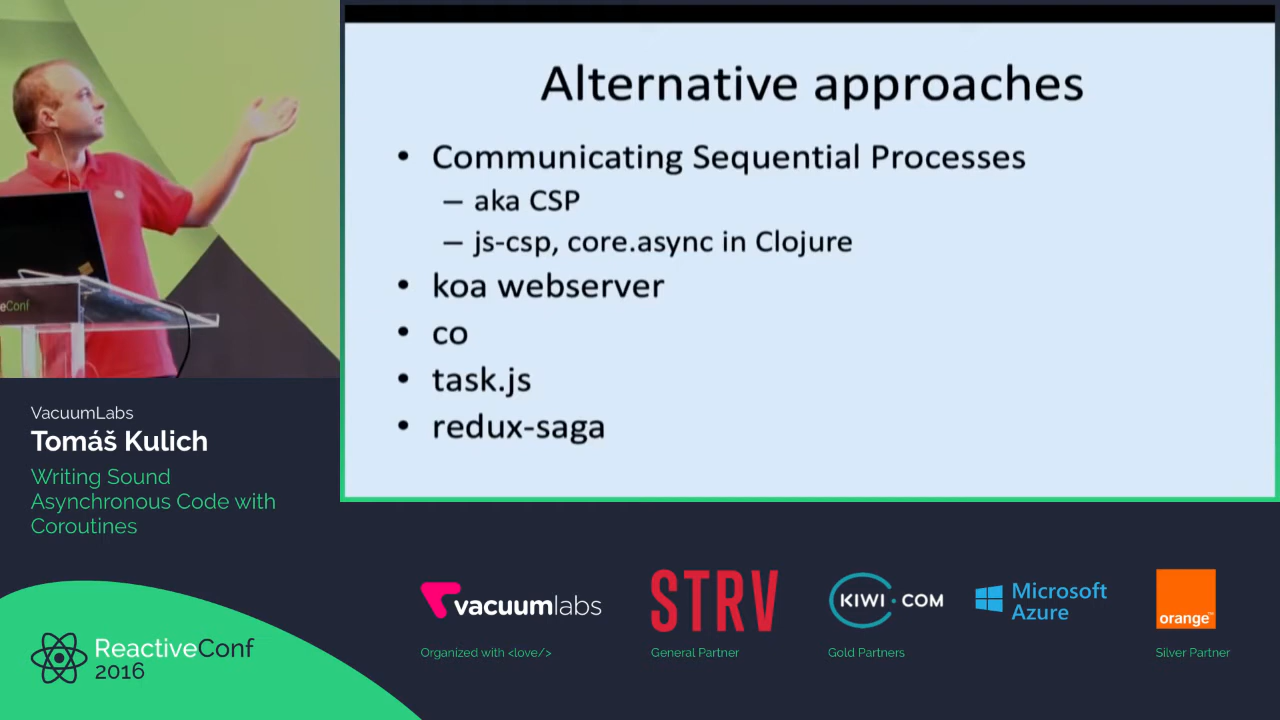 Alternative approaches
• Communicating Sequential Processes
– aka CSP
– js-csp, core.async in Clojure
• koa webserver
• co
• task.js
• redux-saga
eConf
VacuumLabs
Tomáš Kulich
Writing Sound
Asynchronous Code with
Coroutines
ReactiveConf
2016
vacuumlabs
Organized with <love/>
STRV
General Partner
KIWI.COM
Gold Partners
Microsoft
Azure
orange™
Silver Partner